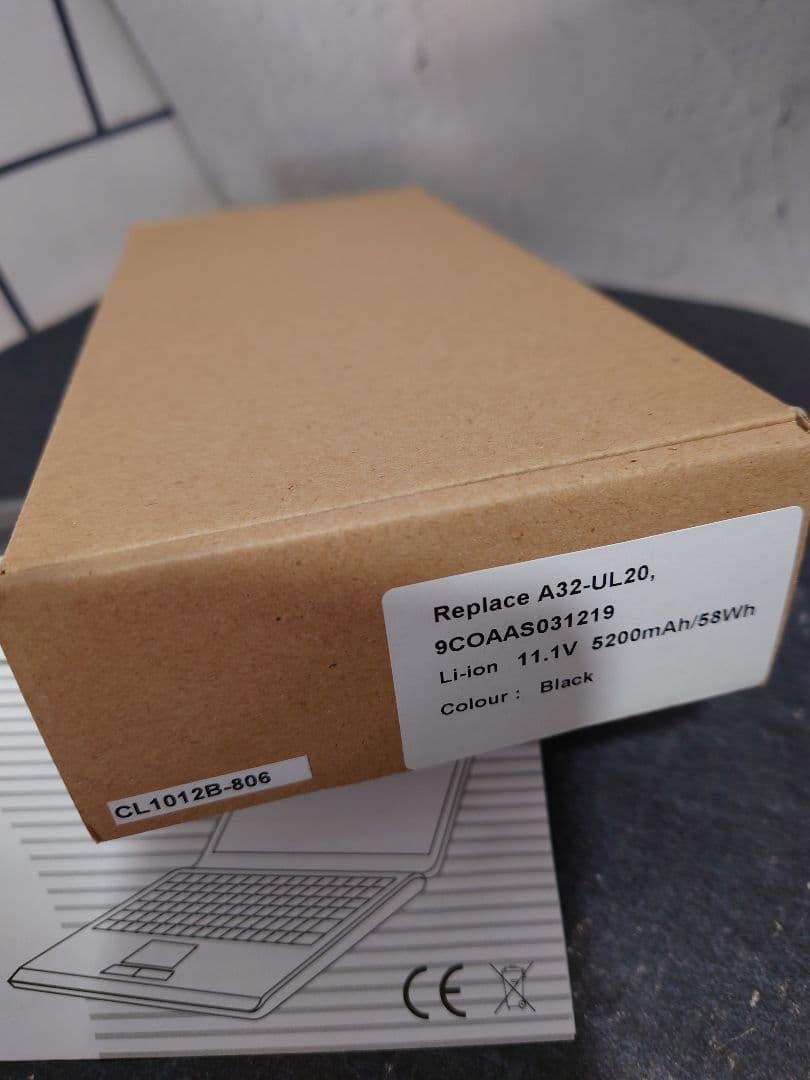 Replace A32-UL20,
9COAAS031219
Li-ion 11.1V 5200mAh/58Wh
Colour : Black
CL1012B-806
CE